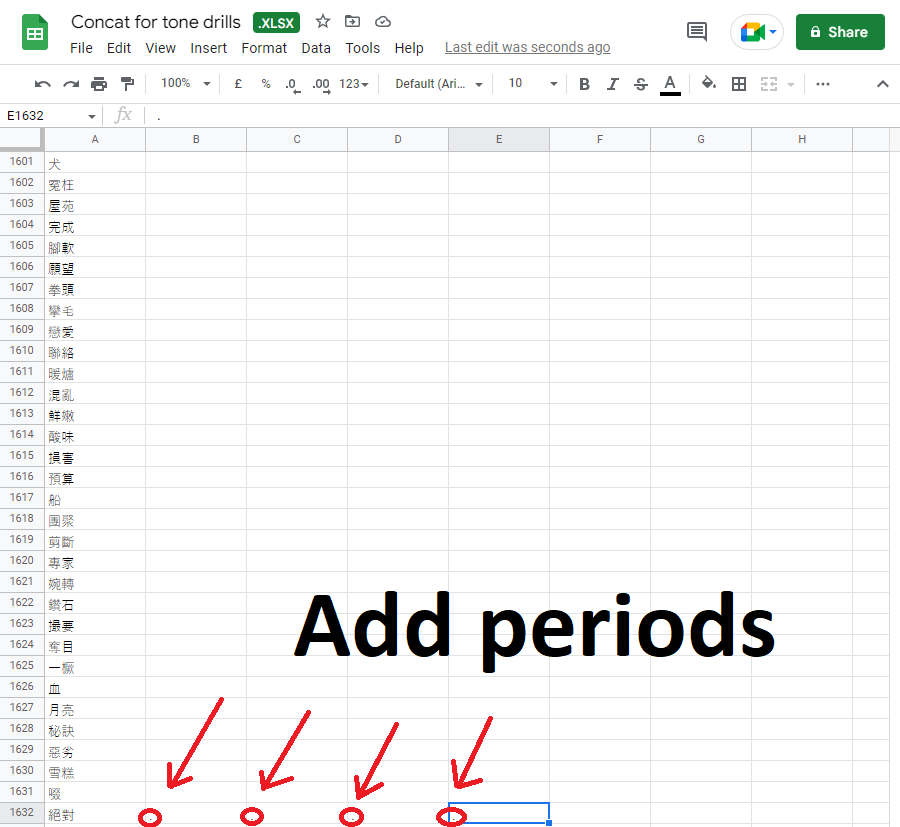 Concat for tone drills .XLSX
File Edit View Insert Format Data Tools Help Last edit was seconds ago
Share
100% £ % .0 .00 123 Default (Ari... 10 B I S A
E1632 fx .
A B C D E F G H
1601 犬
1602 冤枉
1603 屋苑
1604 完成
1605 腳軟
1606 願望
1607 拳頭
1608 攣毛
1609 戀愛
1610 聯絡
1611 暖爐
1612 混亂
1613 鮮嫩
1614 酸味
1615 損害
1616 預算
1617 船
1618 團聚
1619 剪斷
1620 專家
1621 婉轉
1622 鑽石
1623 撮要
1624 奪目
1625 一橛
1626 血
1627 月亮
1628 秘訣
1629 惡劣
1630 雪糕
1631 啜
1632 絕對 . . . .
Add periods